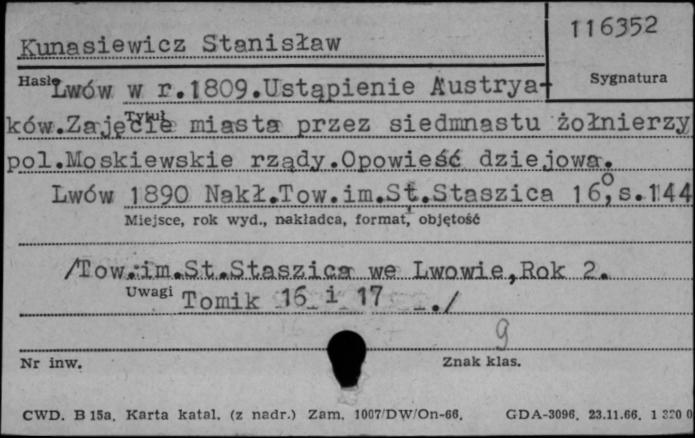 116352
Kunasiewicz Stanisław
Hasło
Sygnatura
Lwów w r.1809.Ustąpienie Austrya-
Tytuł
ków.Zajęcie miasta przez siedmnastu żołnierzy
pol.Moskiewskie rządy.Opowieść dziejowa.
Lwów 1890 Nakł.Tow.im.St.Staszica 16°,s.144
Miejsce, rok wyd., nakładca, format, objętość
/Tow.im.St.Staszica we Lwowie,Rok 2.
Uwagi Tomik 16 i 17 ./
9
Nr inw. Znak klas.
CWD. B 15a. Karta katal. (z nadr.) Zam. 1007/DW/On-66. GDA-3096. 23.11.66. 1 320 0